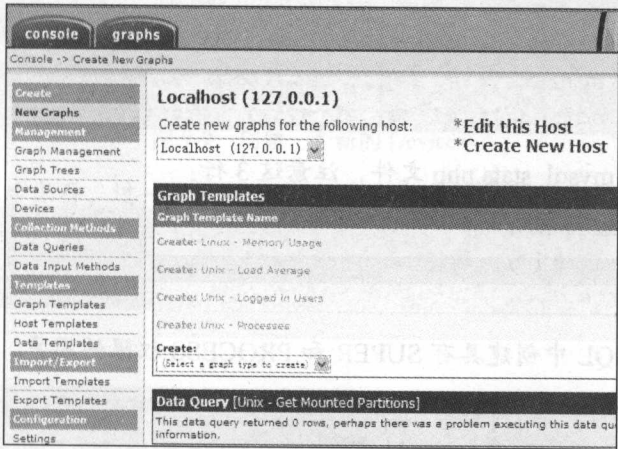 console graphs
Console -> Create New Graphs
Create
New Graphs
Management
Graph Management
Graph Trees
Data Sources
Devices
Collection Methods
Data Queries
Data Input Methods
Templates
Graph Templates
Host Templates
Data Templates
Import/Export
Import Templates
Export Templates
Configuration
Settings
Localhost (127.0.0.1)
Create new graphs for the following host:
Localhost (127.0.0.1)
*Edit this Host
*Create New Host
Graph Templates
Graph Template Name
Create: Linux - Memory Usage
Create: Unix - Load Average
Create: Unix - Logged in Users
Create: Unix - Processes
Create:
(Select a graph type to create)
Data Query [Unix - Get Mounted Partitions]
This data query returned 0 rows, perhaps there was a problem executing this data
information.